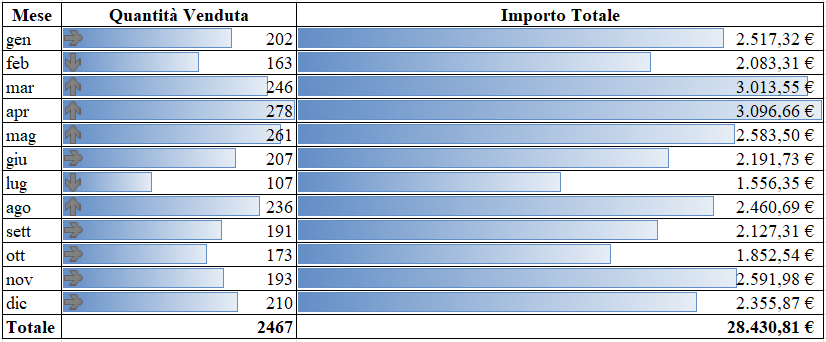 Mese Quantità Venduta Importo Totale
gen 202 2.517,32 €
feb 163 2.083,31 €
mar 246 3.013,55 €
apr 278 3.096,66 €
mag 261 2.583,50 €
giu 207 2.191,73 €
lug 107 1.556,35 €
ago 236 2.460,69 €
sett 191 2.127,31 €
ott 173 1.852,54 €
nov 193 2.591,98 €
dic 210 2.355,87 €
Totale 2467 28.430,81 €